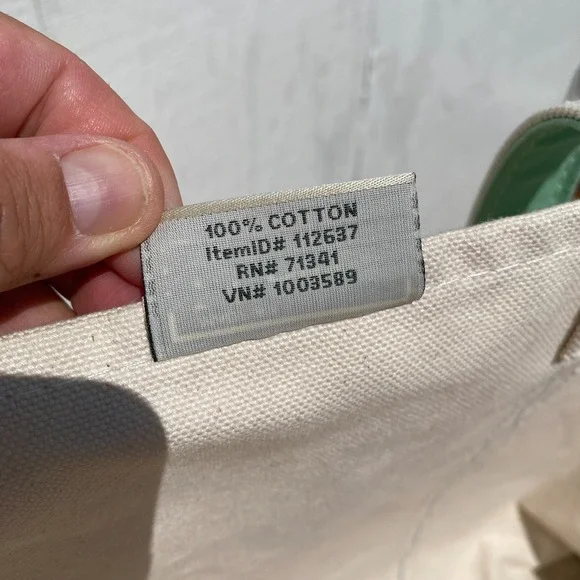 100% COTTON
ItemID# 112637
RN# 71341
VN# 1003589